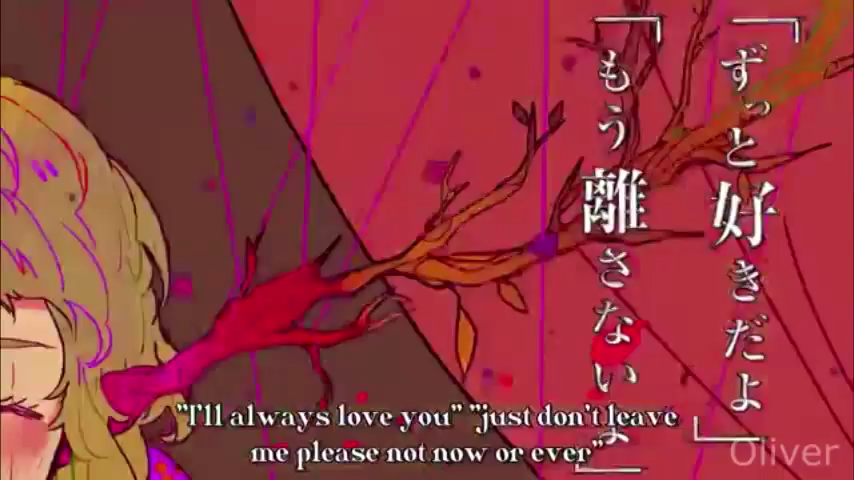 「ずっと好きだよ」
「もう離さないよ」
"I'll always love you" "just don't leave
me please not now or ever"
Oliver